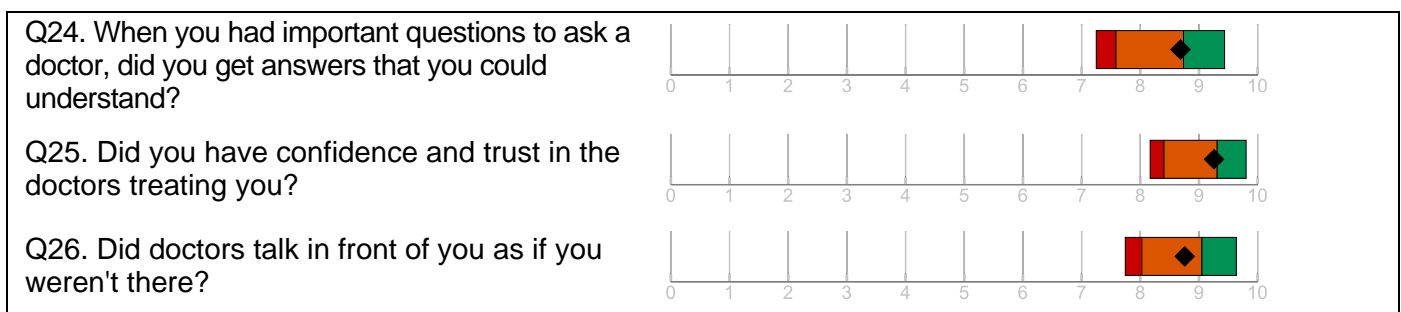 Q24. When you had important questions to ask a
doctor, did you get answers that you could
understand?
0 1 2 3 4 5 6 7 8 9 10
Q25. Did you have confidence and trust in the
doctors treating you?
0 1 2 3 4 5 6 7 8 9 10
Q26. Did doctors talk in front of you as if you
weren't there?
0 1 2 3 4 5 6 7 8 9 10